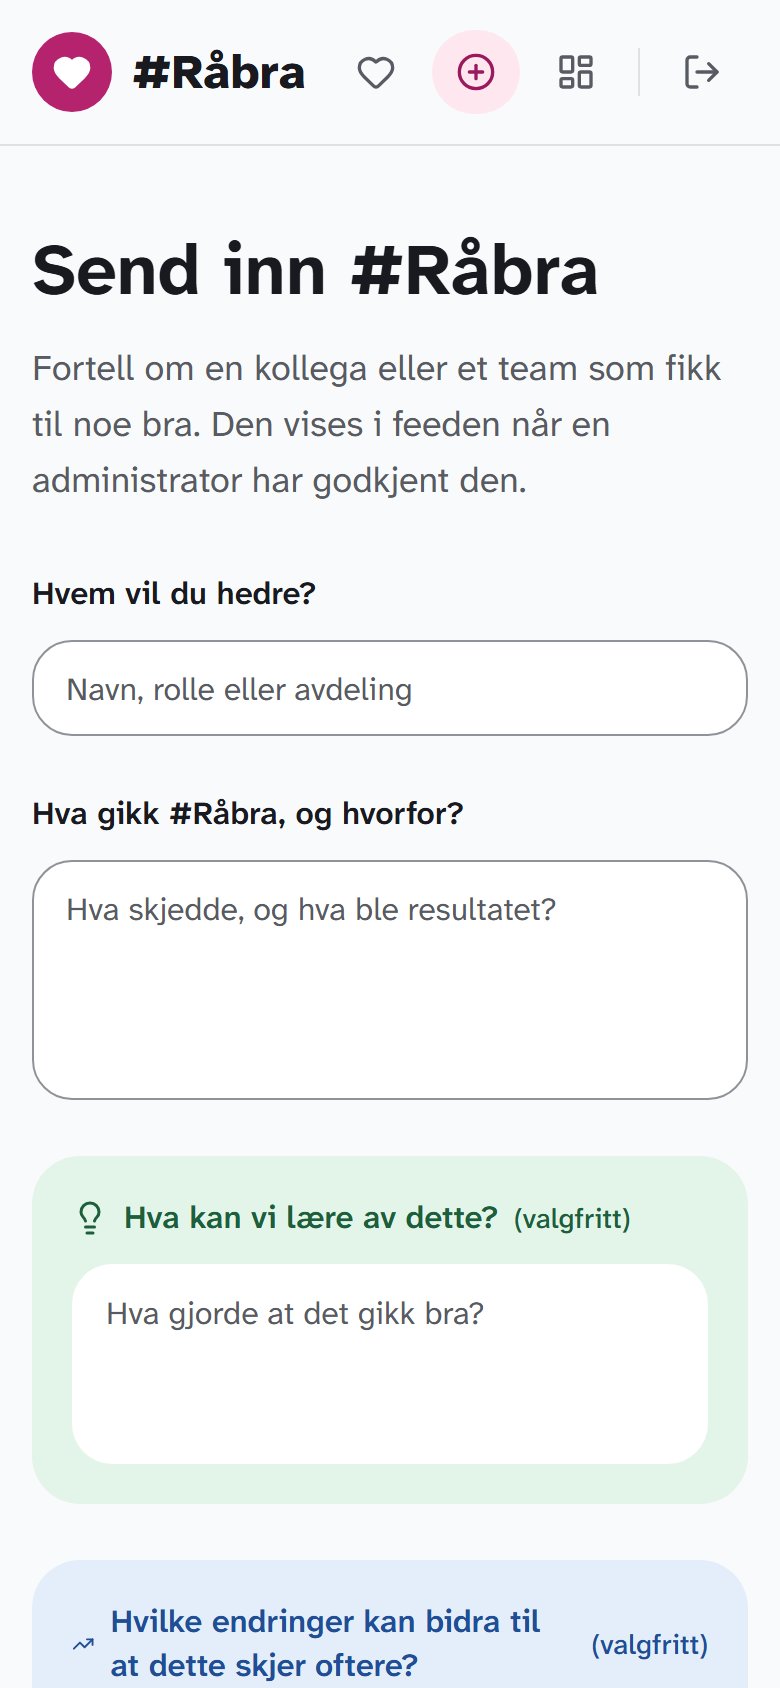 #Råbra
Send inn #Råbra
Fortell om en kollega eller et team som fikk
til noe bra. Den vises i feeden når en
administrator har godkjent den.
Hvem vil du hedre?
Navn, rolle eller avdeling
Hva gikk #Råbra, og hvorfor?
Hva skjedde, og hva ble resultatet?
Hva kan vi lære av dette? (valgfritt)
Hva gjorde at det gikk bra?
Hvilke endringer kan bidra til
at dette skjer oftere? (valgfritt)